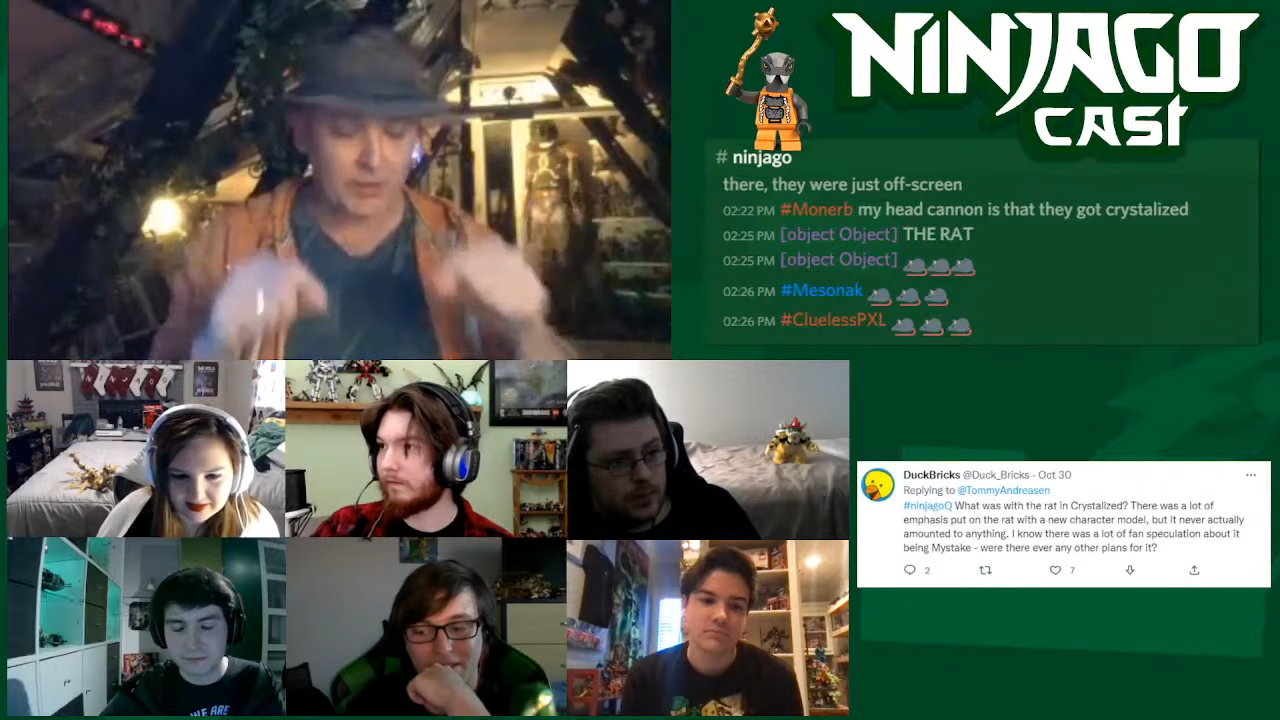 NINJAGO
CAST
# ninjago
there, they were just off-screen
02:22 PM #Monerb my head cannon is that they got crystalized
02:25 PM [object Object] THE RAT
02:25 PM [object Object]
02:26 PM #Mesonak
02:26 PM #CluelessPXL
DuckBricks @Duck_Bricks · Oct 30
Replying to @TommyAndreasen
#ninjagoQ What was with the rat in Crystalized? There was a lot of
emphasis put on the rat with a new character model, but it never actually
amounted to anything. I know there was a lot of fan speculation about it
being Mystake - were there ever any other plans for it?
2
7
WE ARE